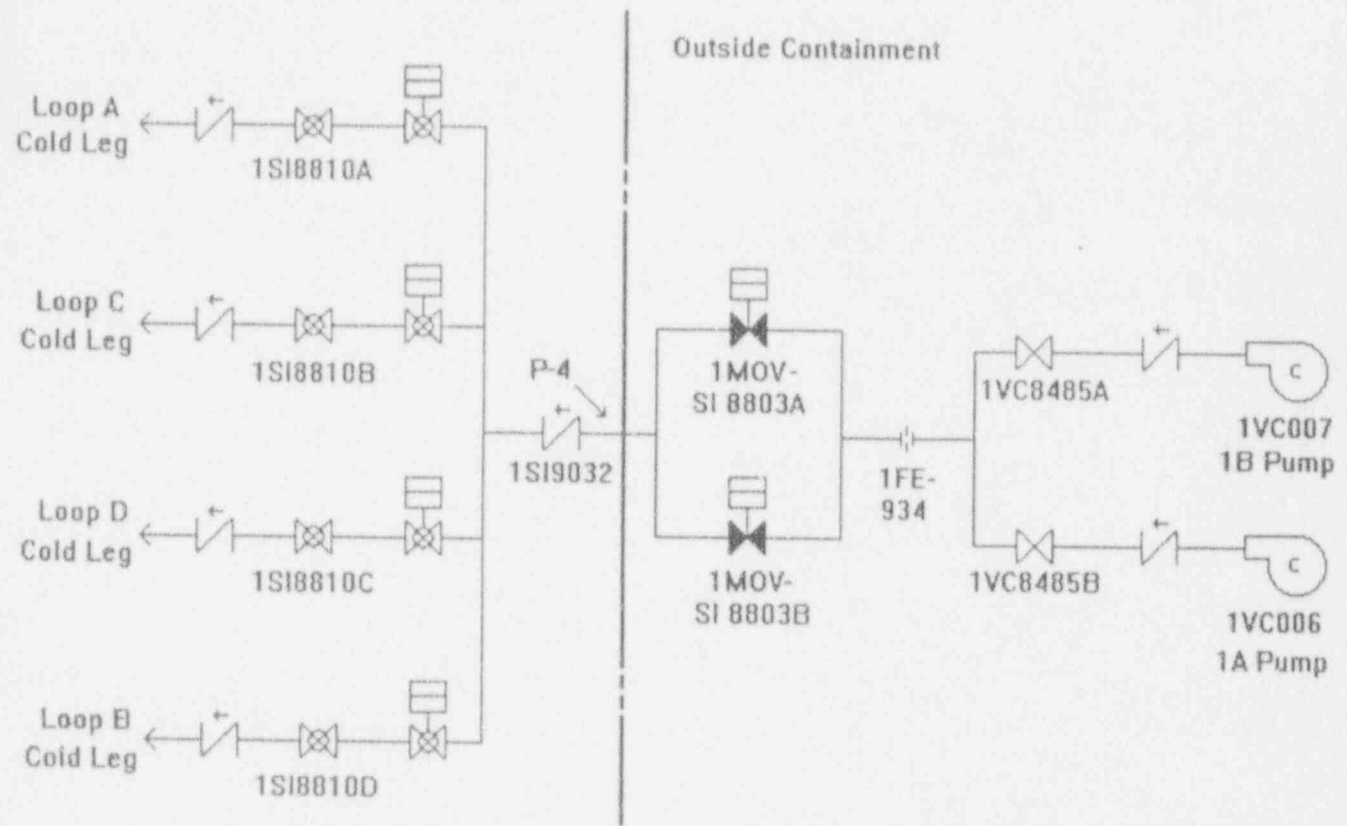 Outside Containment
Loop A
Cold Leg
1SI8810A
Loop C
Cold Leg
1SI8810B
P-4
1SI9032
Loop D
Cold Leg
1SI8810C
Loop B
Cold Leg
1SI8810D
1MOV-
SI 8803A
1MOV-
SI 8803B
1FE-
934
1VC8485A
C
1VC007
1B Pump
1VC8485B
C
1VC006
1A Pump